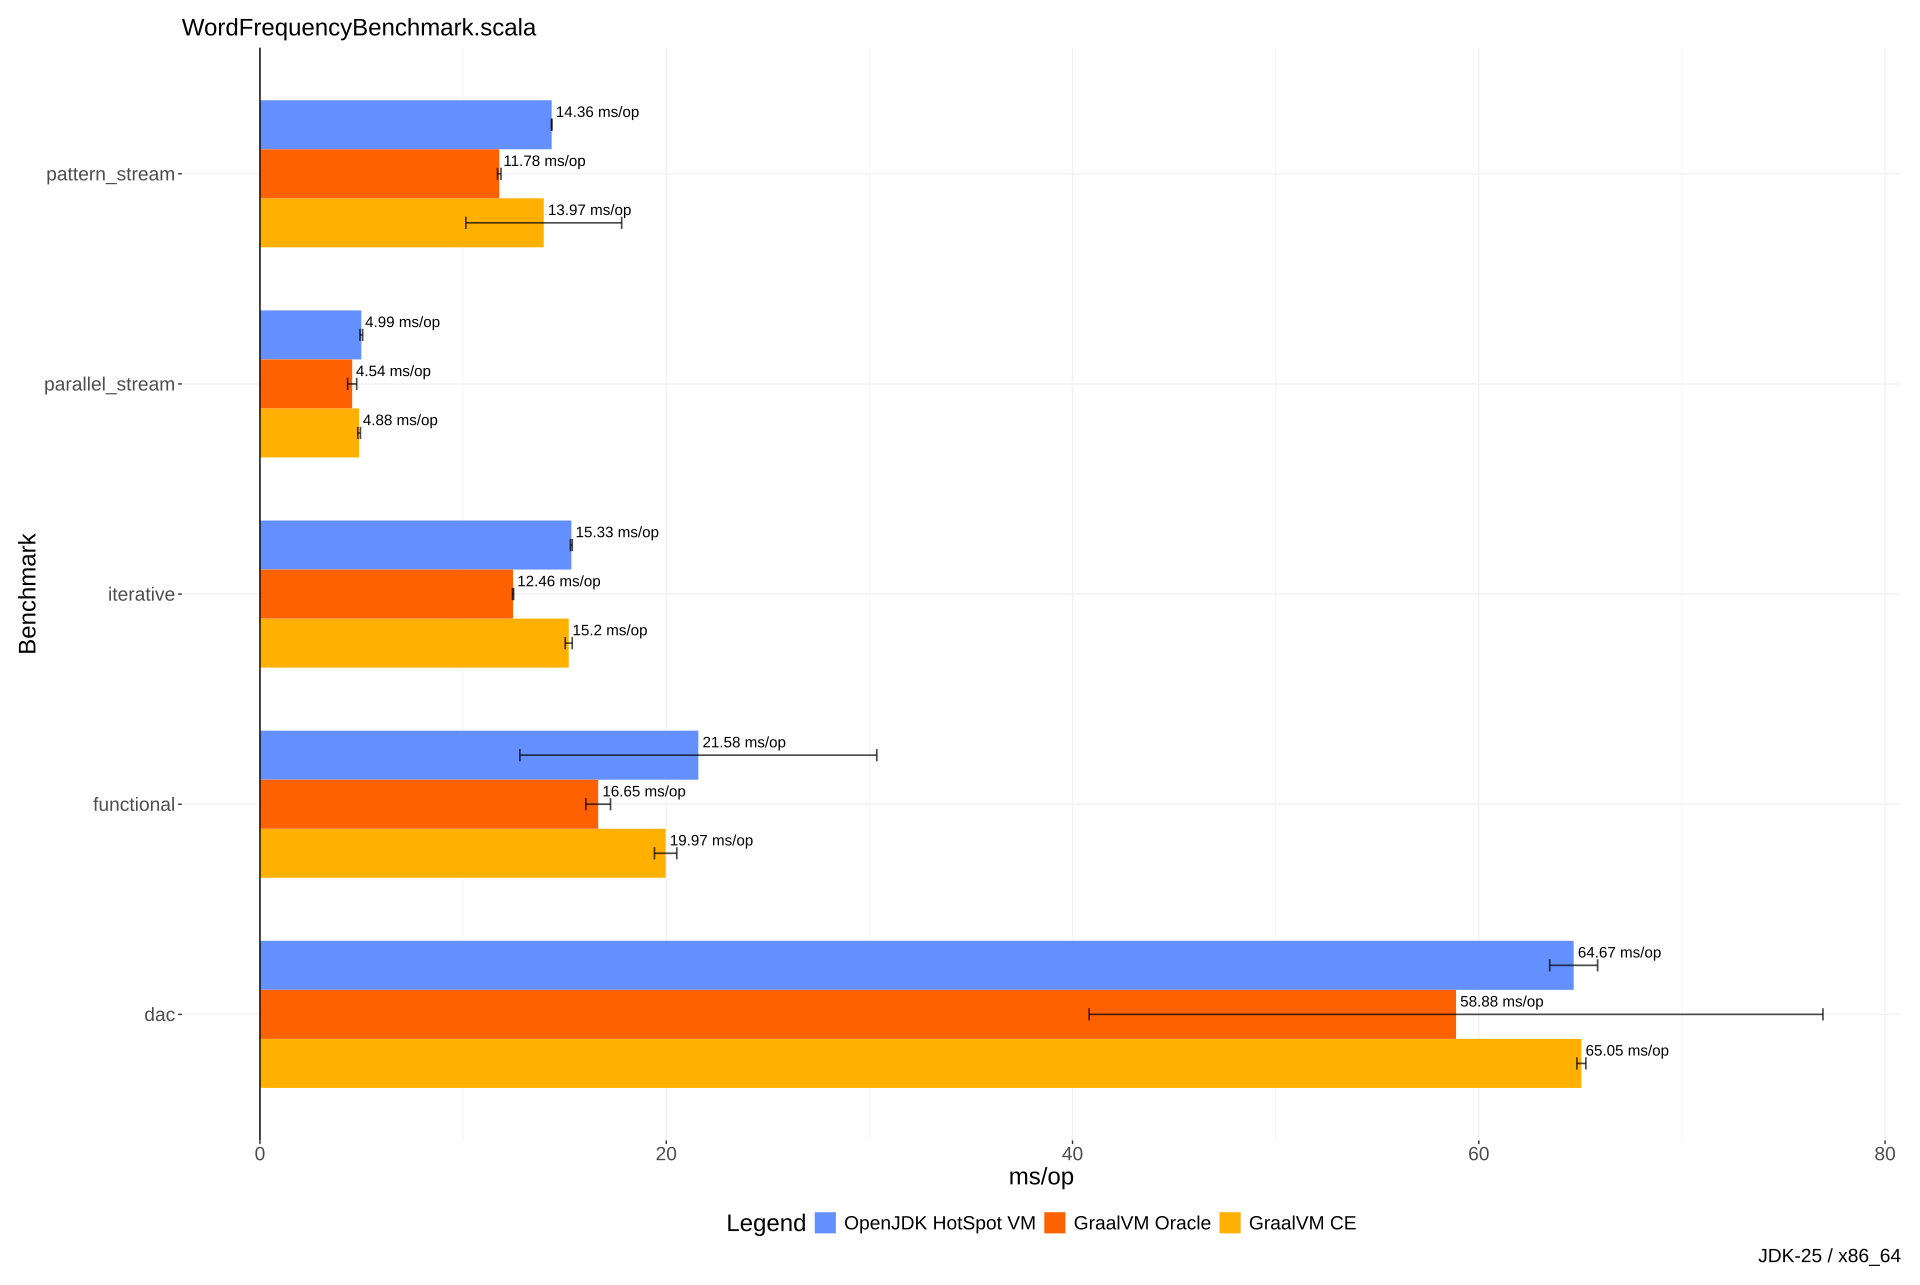 WordFrequencyBenchmark.scala
14.36 ms/op
pattern_stream
11.78 ms/op
13.97 ms/op
4.99 ms/op
parallel_stream
4.54 ms/op
4.88 ms/op
Benchmark
15.33 ms/op
iterative
12.46 ms/op
15.2 ms/op
21.58 ms/op
functional
16.65 ms/op
19.97 ms/op
64.67 ms/op
dac
58.88 ms/op
65.05 ms/op
0 20 40 60 80
ms/op
Legend OpenJDK HotSpot VM GraalVM Oracle GraalVM CE
JDK-25 / x86_64